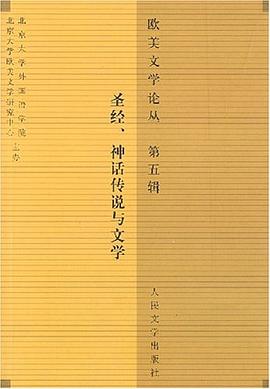 欧美文学论丛 第五辑
人民文学出版社
圣经、神话传说与文学
北京大学外国语学院
北京大学欧美文学研究中心
主办